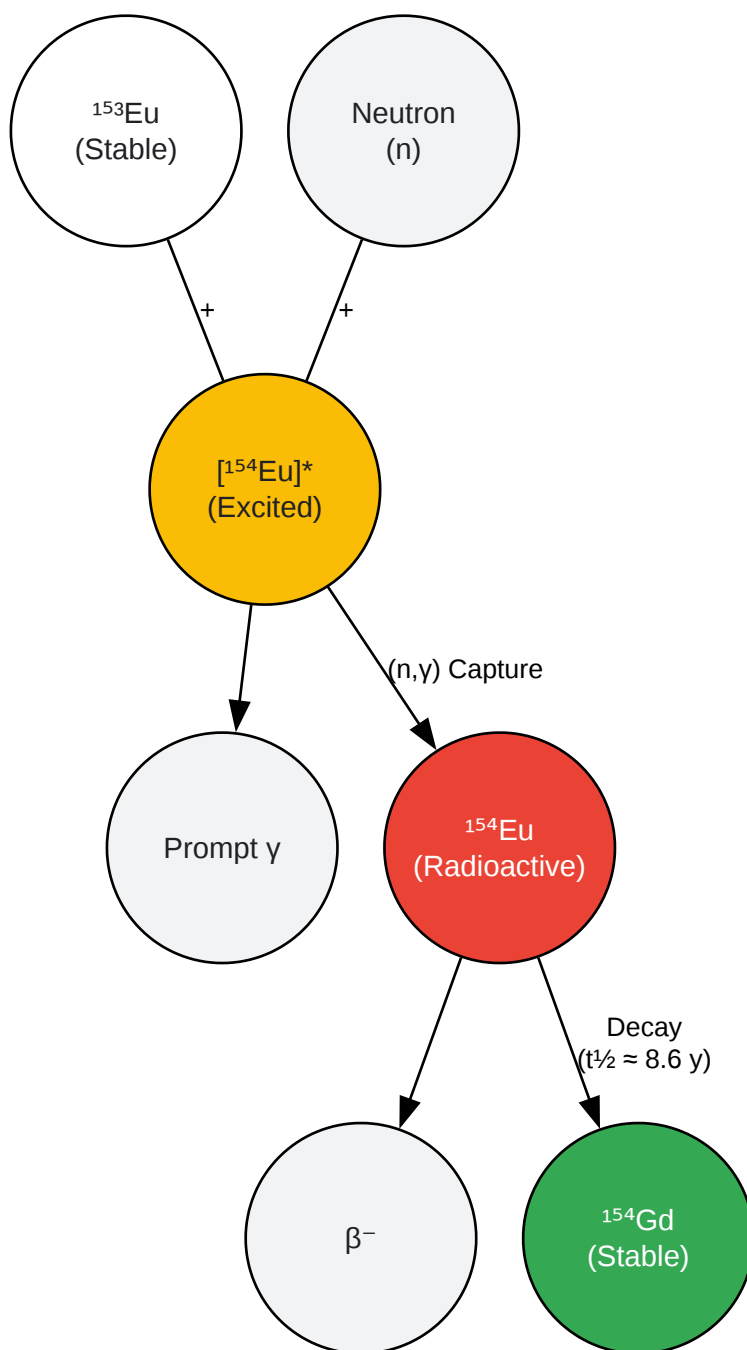 ¹⁵³Eu
(Stable)
Neutron
(n)
+
+
[¹⁵⁴Eu]*
(Excited)
(n,γ) Capture
Prompt γ
¹⁵⁴Eu
(Radioactive)
Decay
(t½ ≈ 8.6 y)
β⁻
¹⁵⁴Gd
(Stable)